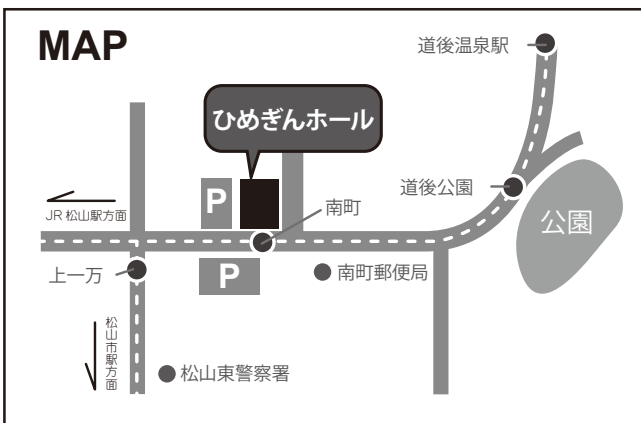 MAP
道後温泉駅
ひめぎんホール
P
道後公園
南町
JR 松山駅方面
公園
上一万
P
南町郵便局
松山市駅方面
松山東警察署